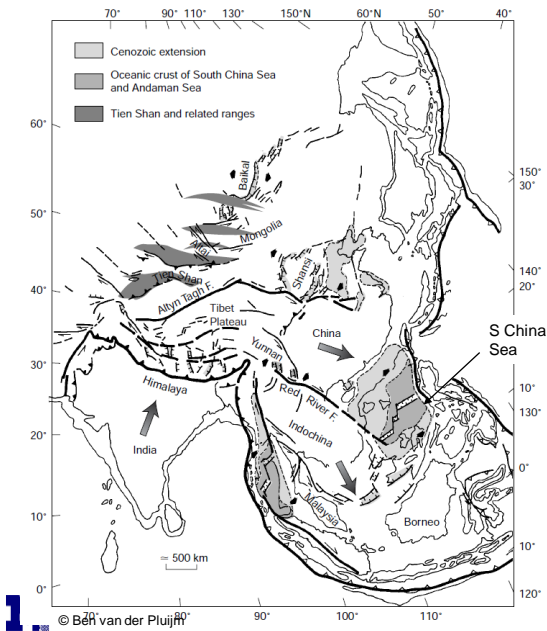 70° 90° 110° 130° 150°N 60°N 50° 40°
Cenozoic extension
Oceanic crust of South China Sea
and Andaman Sea
Tien Shan and related ranges
60°
Baikal
150°
30°
50°
Mongolia
Altai
Tien Shan
Shansi
140°
20°
40°
Altyn Tagh F.
Tibet
Plateau
China
S China
Sea
Yunnan
30°
Himalaya
Red River F.
10°
130°
Indochina
20°
India
0°
Malaysia
Borneo
10°
≃ 500 km
10°
0°
120°
70° 80° 90° 100° 110°
1.
© Ben van der Pluijm